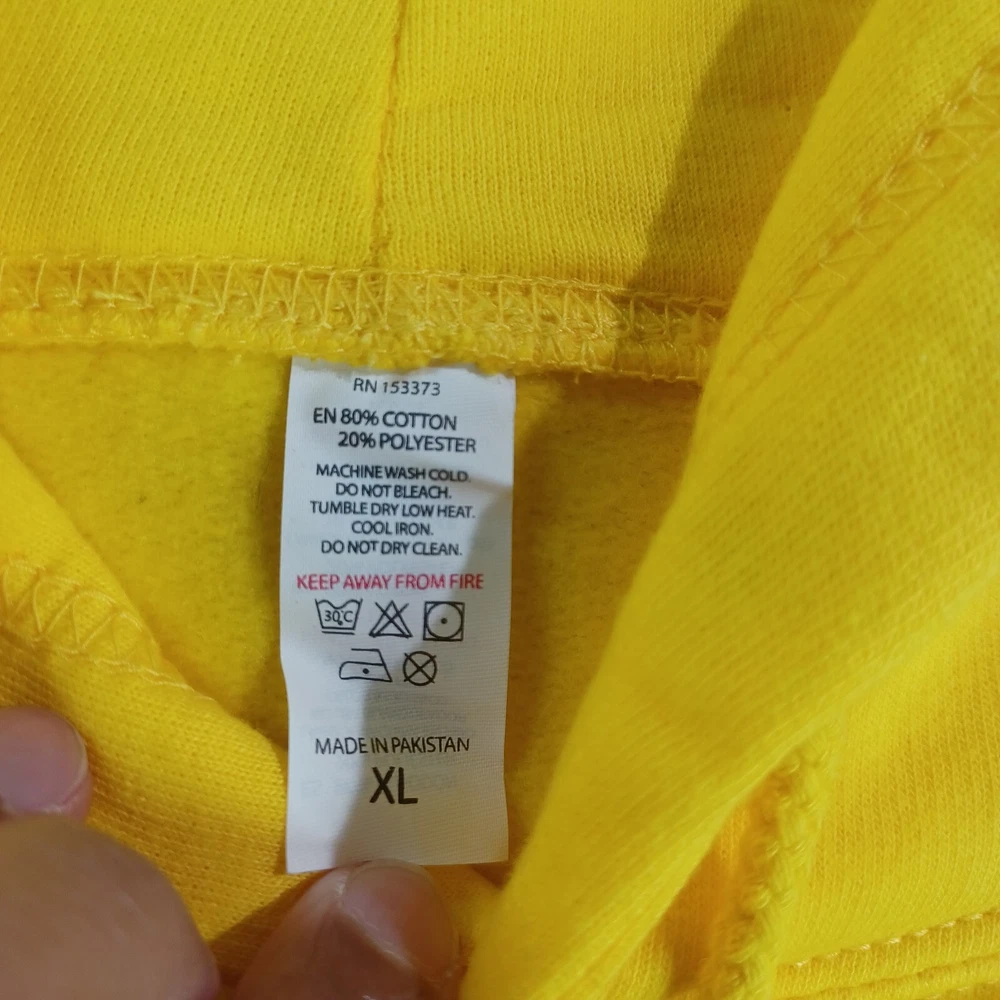 RN 153373
EN 80% COTTON
20% POLYESTER
MACHINE WASH COLD.
DO NOT BLEACH.
TUMBLE DRY LOW HEAT.
COOL IRON.
DO NOT DRY CLEAN.
KEEP AWAY FROM FIRE
30°C
MADE IN PAKISTAN
XL